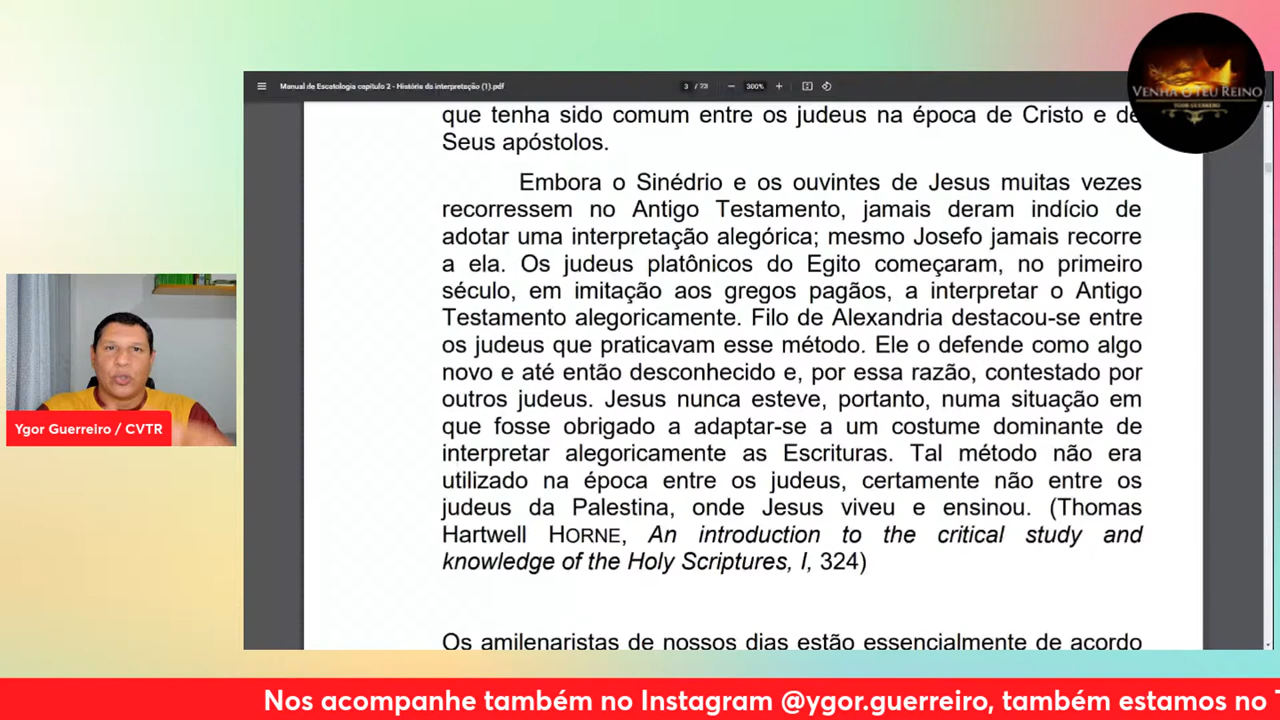 Manual de Escatologia capítulo 2 - História da interpretação (1).pdf
3 / 23
300%
VENHA O TEU REINO
YGOR GUERREIRO
que tenha sido comum entre os judeus na época de Cristo e de
Seus apóstolos.
Embora o Sinédrio e os ouvintes de Jesus muitas vezes
recorressem no Antigo Testamento, jamais deram indício de
adotar uma interpretação alegórica; mesmo Josefo jamais recorre
a ela. Os judeus platônicos do Egito começaram, no primeiro
século, em imitação aos gregos pagãos, a interpretar o Antigo
Testamento alegoricamente. Filo de Alexandria destacou-se entre
os judeus que praticavam esse método. Ele o defende como algo
novo e até então desconhecido e, por essa razão, contestado por
outros judeus. Jesus nunca esteve, portanto, numa situação em
que fosse obrigado a adaptar-se a um costume dominante de
interpretar alegoricamente as Escrituras. Tal método não era
utilizado na época entre os judeus, certamente não entre os
judeus da Palestina, onde Jesus viveu e ensinou. (Thomas
Hartwell HORNE, An introduction to the critical study and
knowledge of the Holy Scriptures, I, 324)
Os amilenaristas de nossos dias estão essencialmente de acordo
Ygor Guerreiro / CVTR
Nos acompanhe também no Instagram @ygor.guerreiro, também estamos no